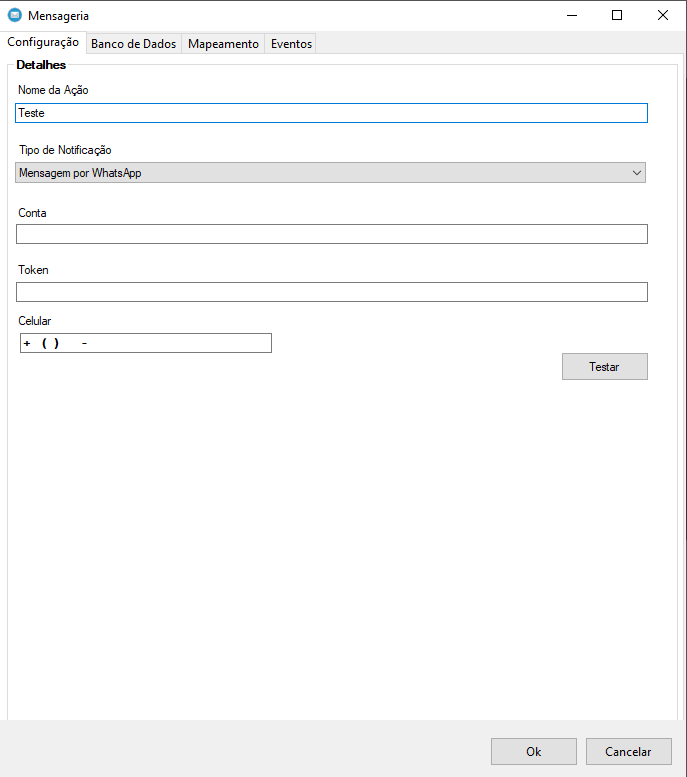 Mensageria
Configuração Banco de Dados Mapeamento Eventos
Detalhes
Nome da Ação
Teste
Tipo de Notificação
Mensagem por WhatsApp
Conta
Token
Celular
+ ( ) -
Testar
Ok Cancelar